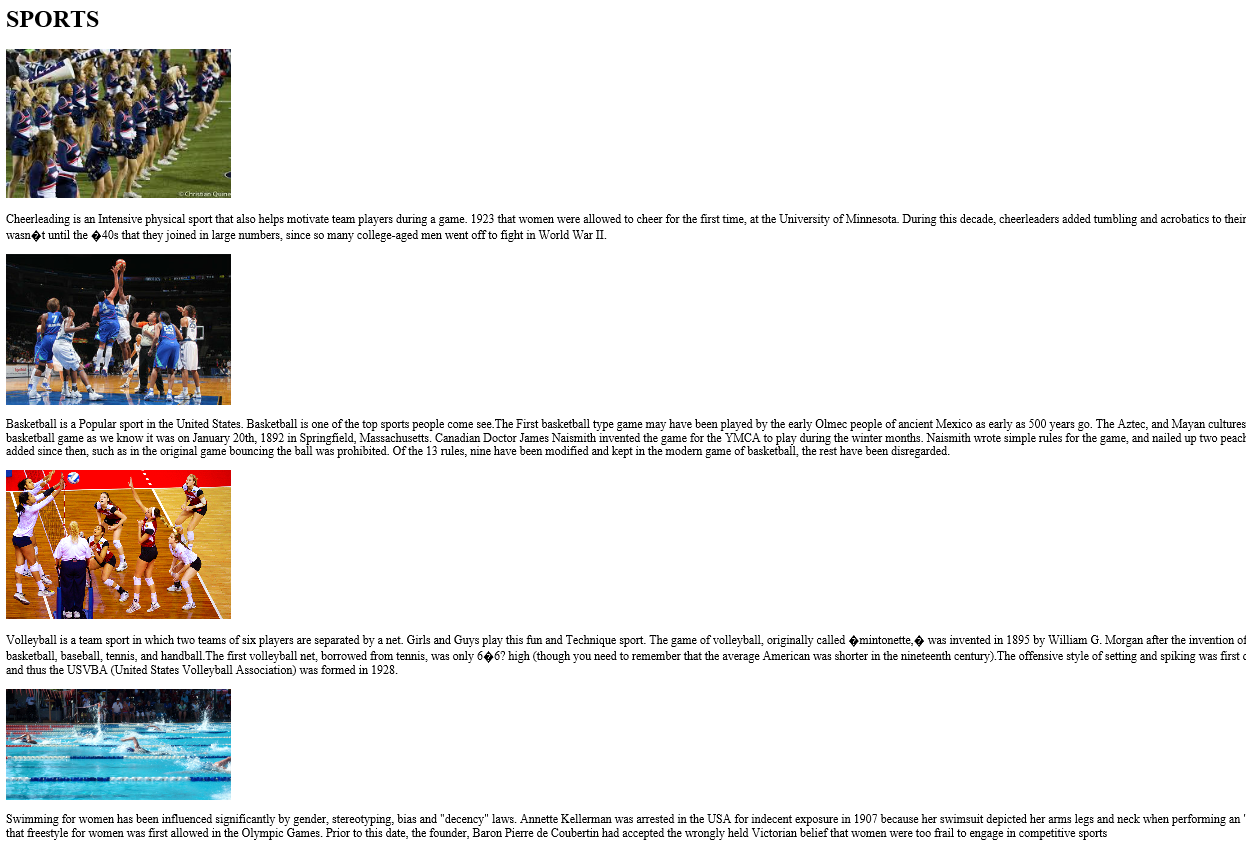 SPORTS
© Christian Quine
Cheerleading is an Intensive physical sport that also helps motivate team players during a game. 1923 that women were allowed to cheer for the first time, at the University of Minnesota. During this decade, cheerleaders added tumbling and acrobatics to their
wasn�t until the �40s that they joined in large numbers, since so many college-aged men went off to fight in World War II.
7
4
23
Basketball is a Popular sport in the United States. Basketball is one of the top sports people come see.The First basketball type game may have been played by the early Olmec people of ancient Mexico as early as 500 years go. The Aztec, and Mayan cultures
basketball game as we know it was on January 20th, 1892 in Springfield, Massachusetts. Canadian Doctor James Naismith invented the game for the YMCA to play during the winter months. Naismith wrote simple rules for the game, and nailed up two peach
added since then, such as in the original game bouncing the ball was prohibited. Of the 13 rules, nine have been modified and kept in the modern game of basketball, the rest have been disregarded.
Volleyball is a team sport in which two teams of six players are separated by a net. Girls and Guys play this fun and Technique sport. The game of volleyball, originally called �mintonette,� was invented in 1895 by William G. Morgan after the invention of
basketball, baseball, tennis, and handball.The first volleyball net, borrowed from tennis, was only 6�6? high (though you need to remember that the average American was shorter in the nineteenth century).The offensive style of setting and spiking was first
and thus the USVBA (United States Volleyball Association) was formed in 1928.
Swimming for women has been influenced significantly by gender, stereotyping, bias and "decency" laws. Annette Kellerman was arrested in the USA for indecent exposure in 1907 because her swimsuit depicted her arms legs and neck when performing an "
that freestyle for women was first allowed in the Olympic Games. Prior to this date, the founder, Baron Pierre de Coubertin had accepted the wrongly held Victorian belief that women were too frail to engage in competitive sports